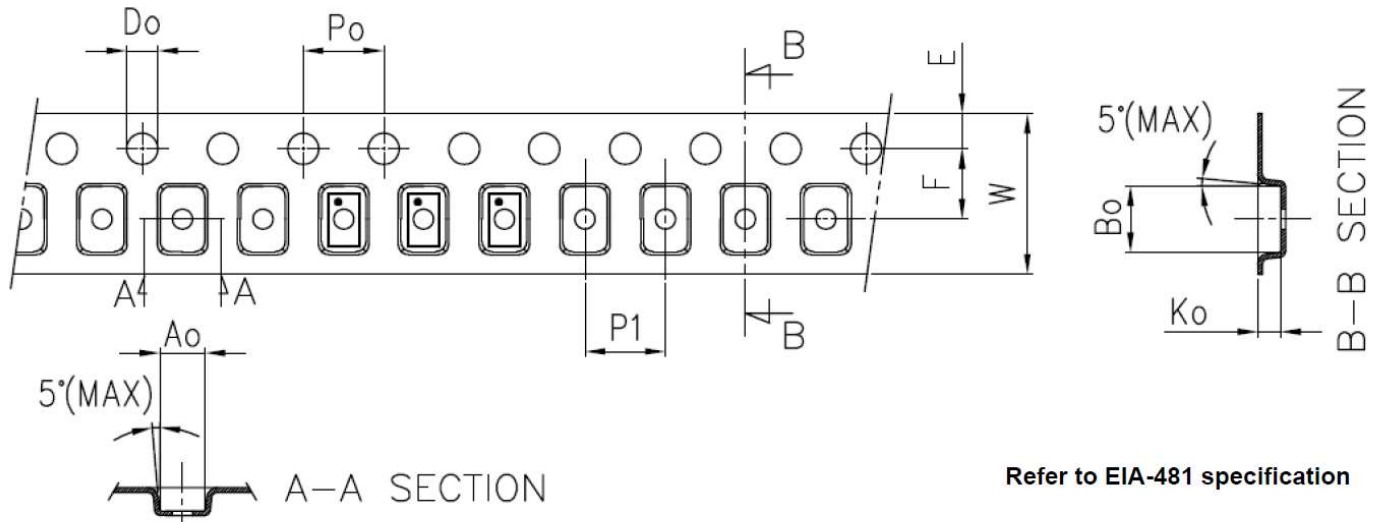 Do
Po
B
E
5°(MAX)
F
W
Bo
B-B SECTION
A
A
Ao
P1
B
Ko
5°(MAX)
A-A SECTION
Refer to EIA-481 specification